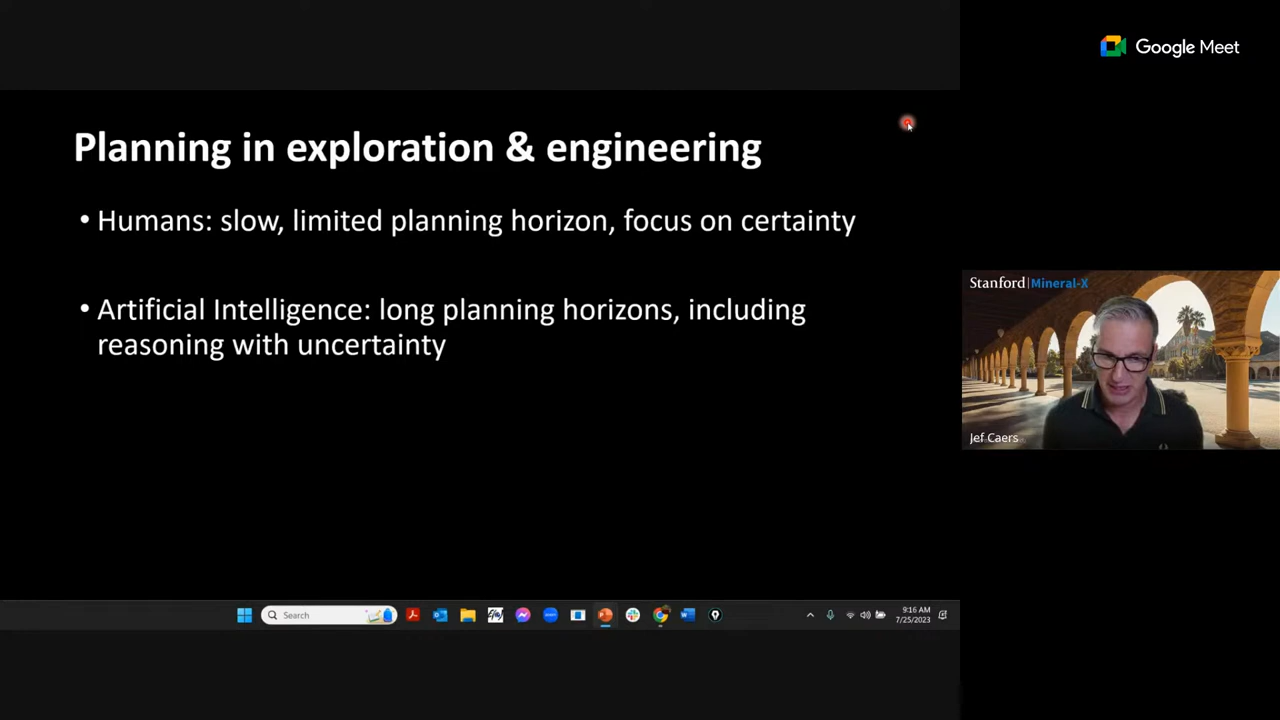 Google Meet
Planning in exploration & engineering
• Humans: slow, limited planning horizon, focus on certainty
• Artificial Intelligence: long planning horizons, including
reasoning with uncertainty
Stanford | Mineral-X
Jef Caers
Search
9:16 AM
7/25/2023